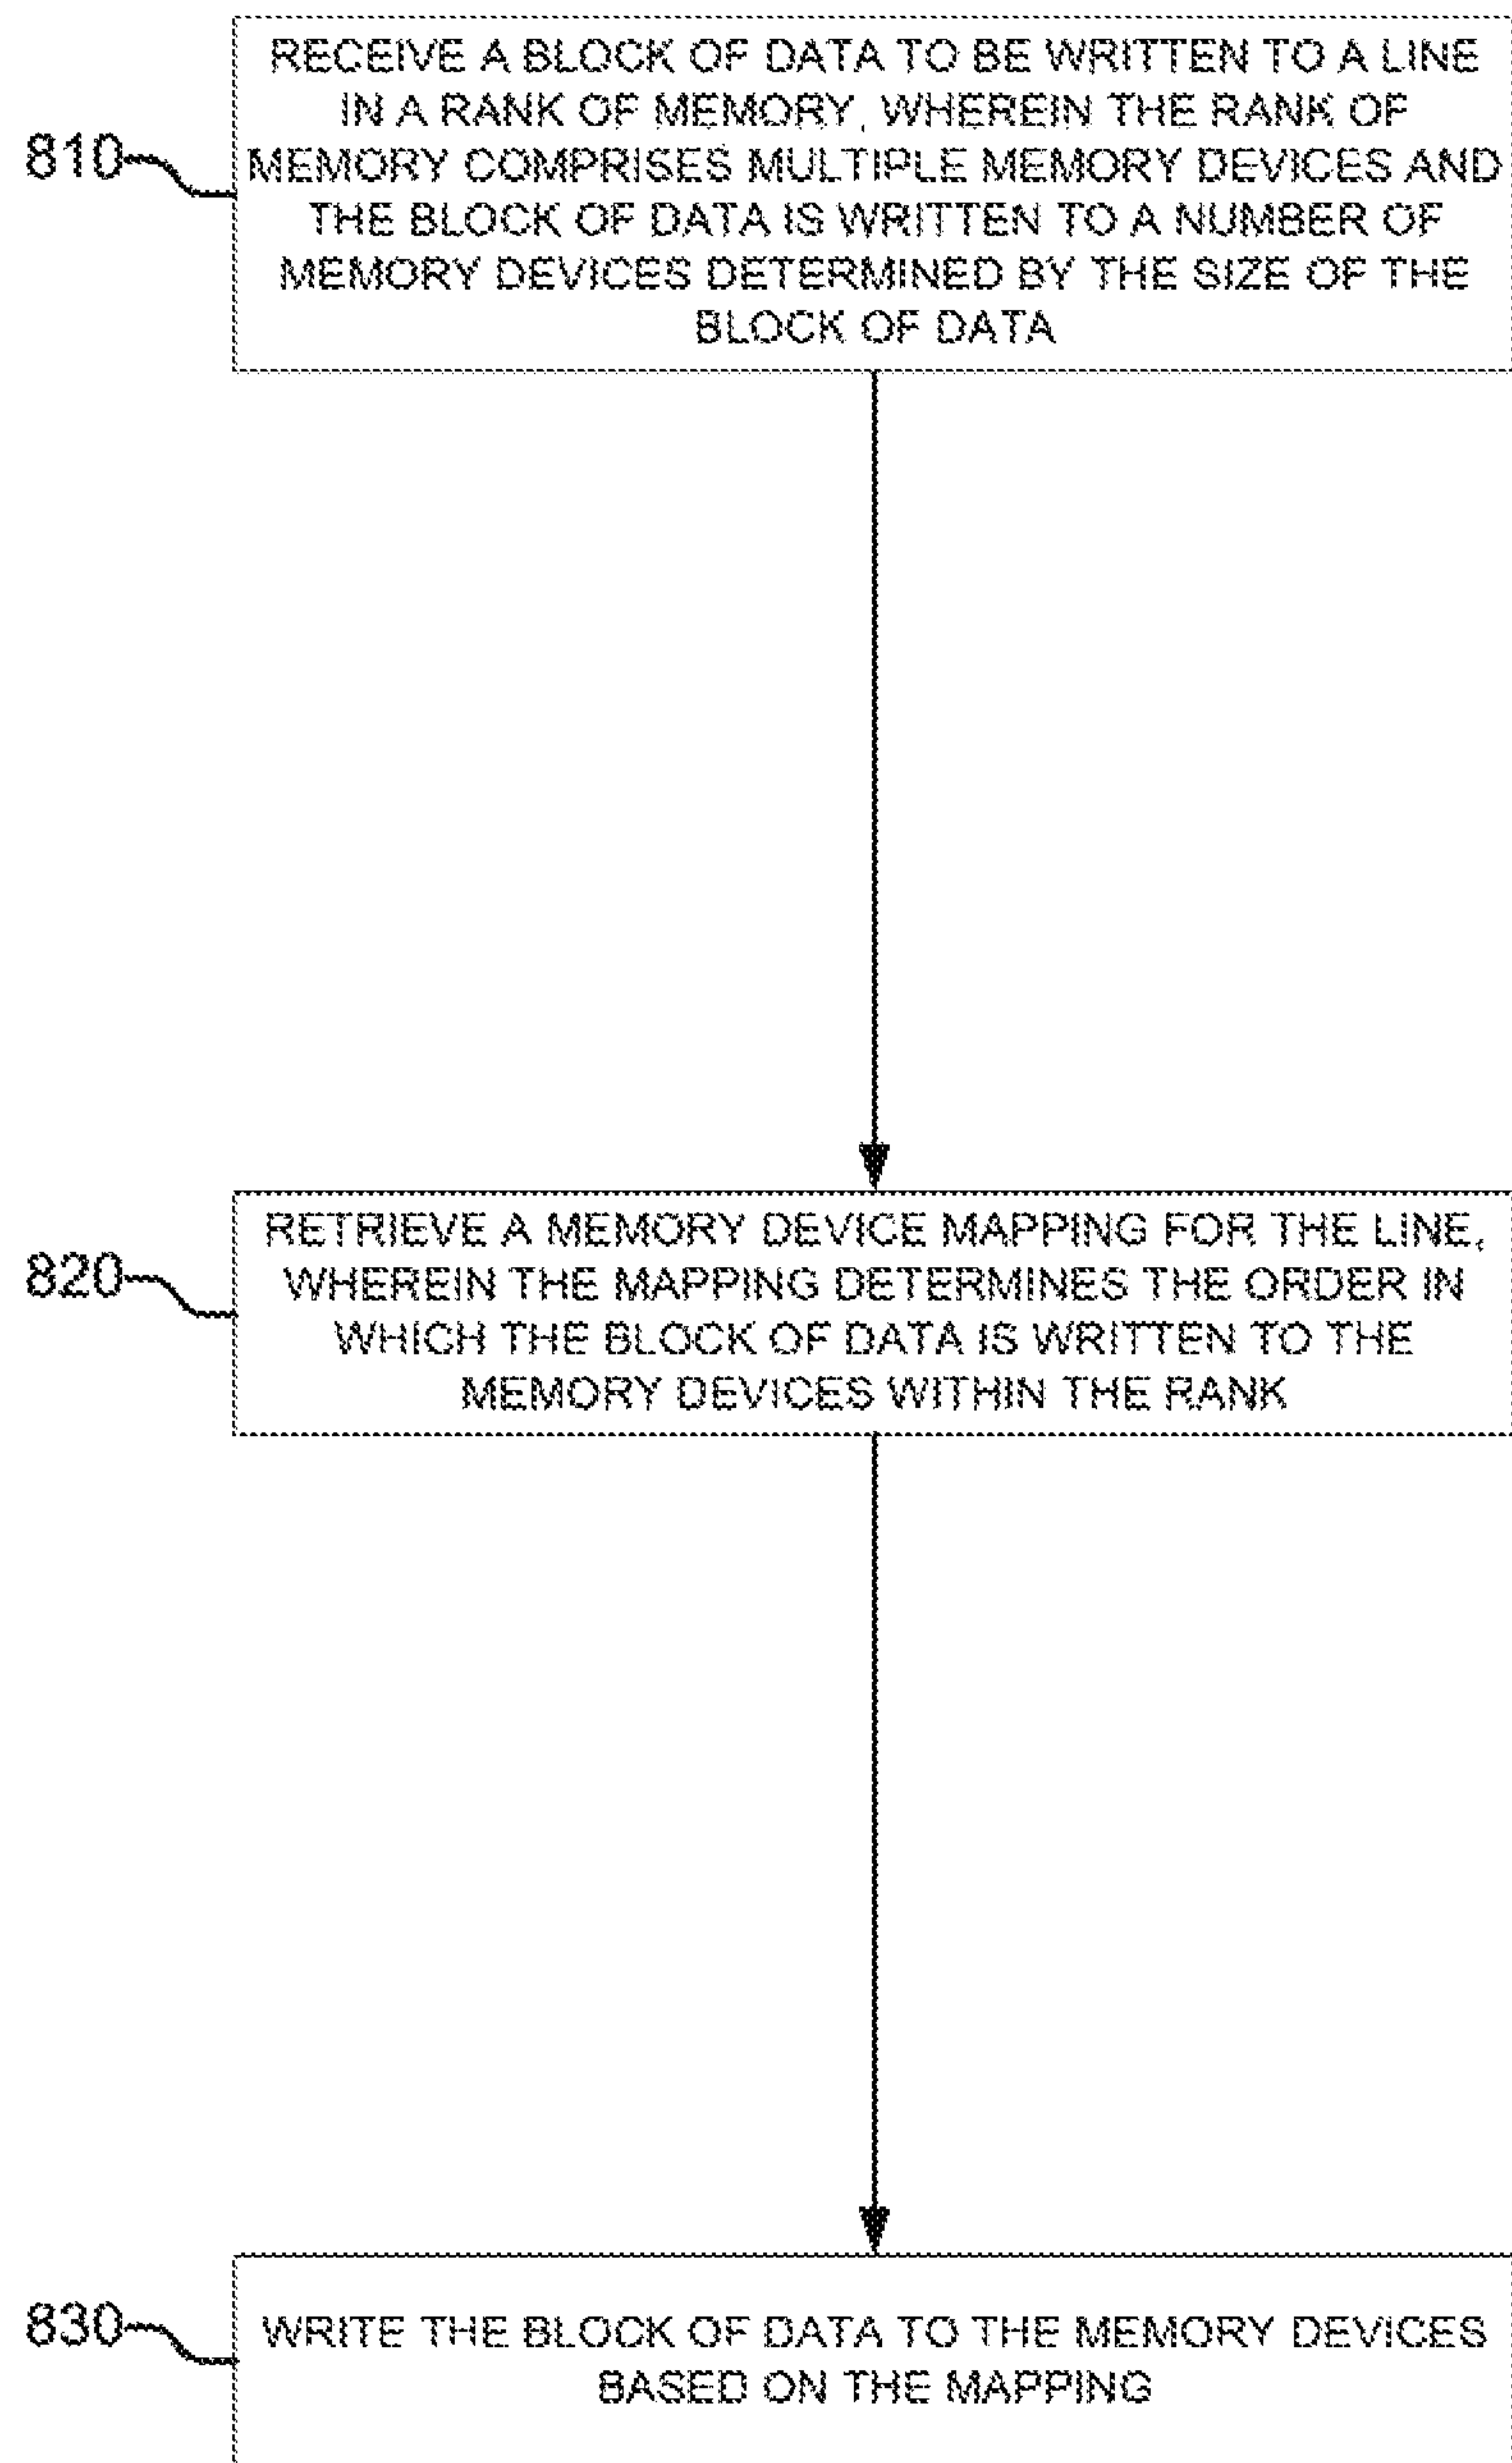 810
RECEIVE A BLOCK OF DATA TO BE WRITTEN TO A LINE
IN A RANK OF MEMORY, WHEREIN THE RANK OF
MEMORY COMPRISES MULTIPLE MEMORY DEVICES AND
THE BLOCK OF DATA IS WRITTEN TO A NUMBER OF
MEMORY DEVICES DETERMINED BY THE SIZE OF THE
BLOCK OF DATA
820
RETRIEVE A MEMORY DEVICE MAPPING FOR THE LINE,
WHEREIN THE MAPPING DETERMINES THE ORDER IN
WHICH THE BLOCK OF DATA IS WRITTEN TO THE
MEMORY DEVICES WITHIN THE RANK
830
WRITE THE BLOCK OF DATA TO THE MEMORY DEVICES
BASED ON THE MAPPING